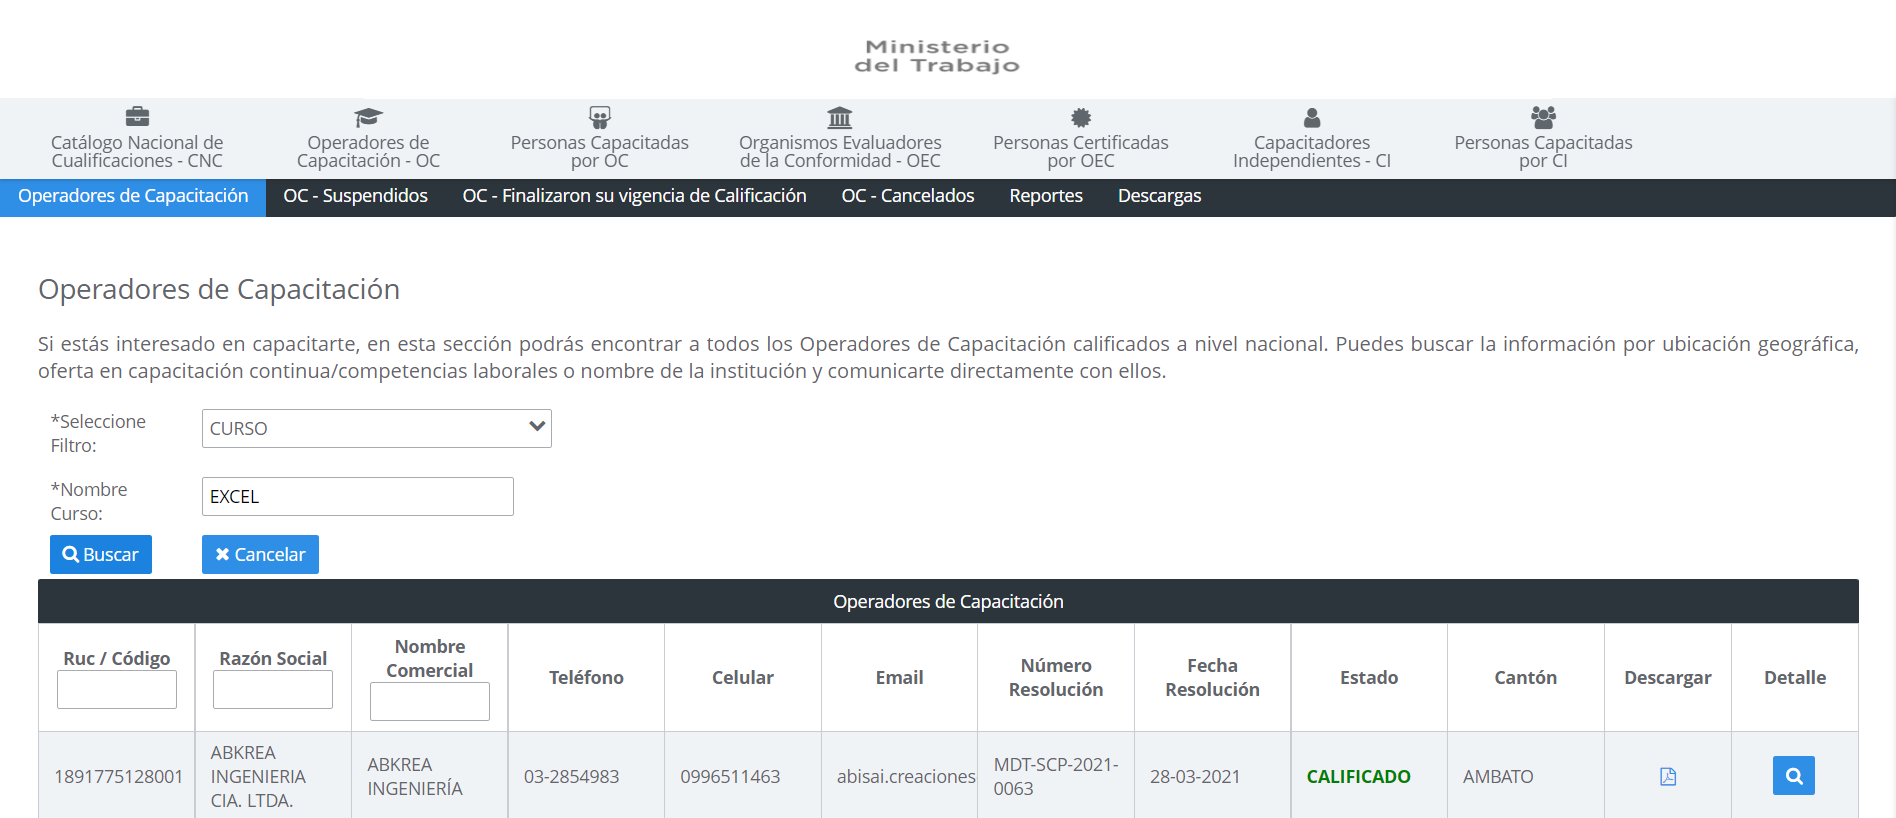 Ministerio
del Trabajo
Catálogo Nacional de
Cualificaciones - CNC
Operadores de
Capacitación - OC
Personas Capacitadas
por OC
Organismos Evaluadores
de la Conformidad - OEC
Personas Certificadas
por OEC
Capacitadores
Independientes - CI
Personas Capacitadas
por CI
Operadores de Capacitación
OC - Suspendidos
OC - Finalizaron su vigencia de Calificación
OC - Cancelados
Reportes
Descargas
Operadores de Capacitación
Si estás interesado en capacitarte, en esta sección podrás encontrar a todos los Operadores de Capacitación calificados a nivel nacional. Puedes buscar la información por ubicación geográfica,
oferta en capacitación continua/competencias laborales o nombre de la institución y comunicarte directamente con ellos.
*Seleccione
Filtro:
CURSO
*Nombre
Curso:
EXCEL
Buscar
Cancelar
Operadores de Capacitación
Ruc / Código
Razón Social
Nombre
Comercial
Teléfono
Celular
Email
Número
Resolución
Fecha
Resolución
Estado
Cantón
Descargar
Detalle
1891775128001
ABKREA
INGENIERIA
CIA. LTDA.
ABKREA
INGENIERÍA
03-2854983
0996511463
abisai.creaciones
MDT-SCP-2021-
0063
28-03-2021
CALIFICADO
AMBATO